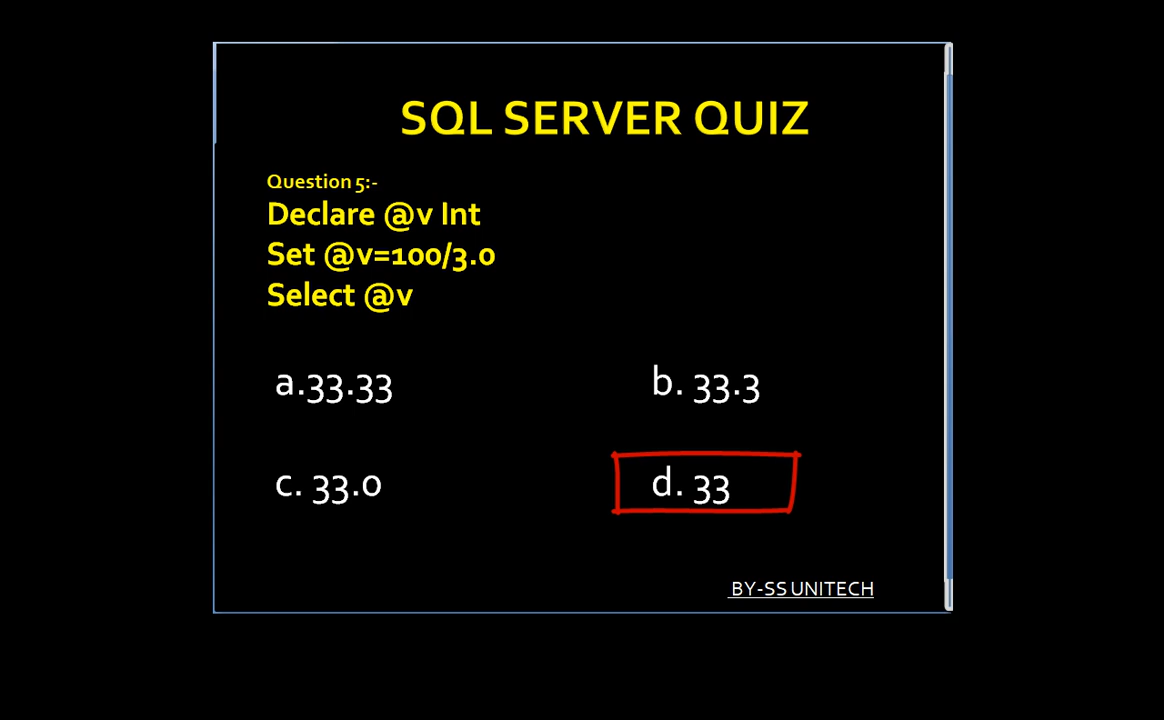 SQL SERVER QUIZ
Question 5:-
Declare @v Int
Set @v=100/3.0
Select @v
a.33.33
b. 33.3
c. 33.0
d. 33
BY-SS UNITECH